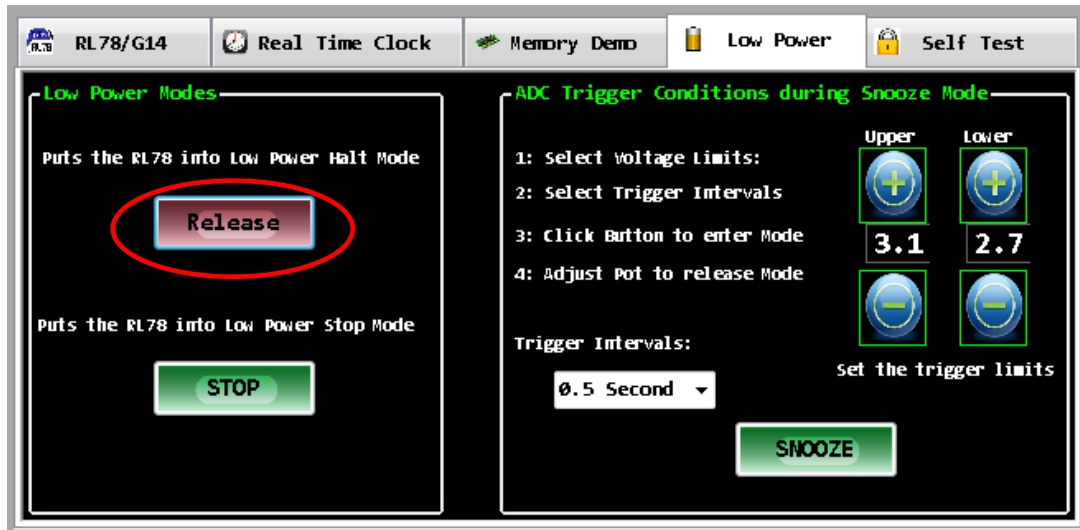 RL78 RL78/G14 Real Time Clock Memory Demo Low Power Self Test
Low Power Modes
Puts the RL78 into Low Power Halt Mode
Release
Puts the RL78 into Low Power Stop Mode
STOP
ADC Trigger Conditions during Snooze Mode
Upper Lower
1: Select Voltage Limits:
2: Select Trigger Intervals
3: Click Button to enter Mode
3.1 2.7
4: Adjust Pot to release Mode
Trigger Intervals:
Set the trigger limits
0.5 Second
SNOOZE